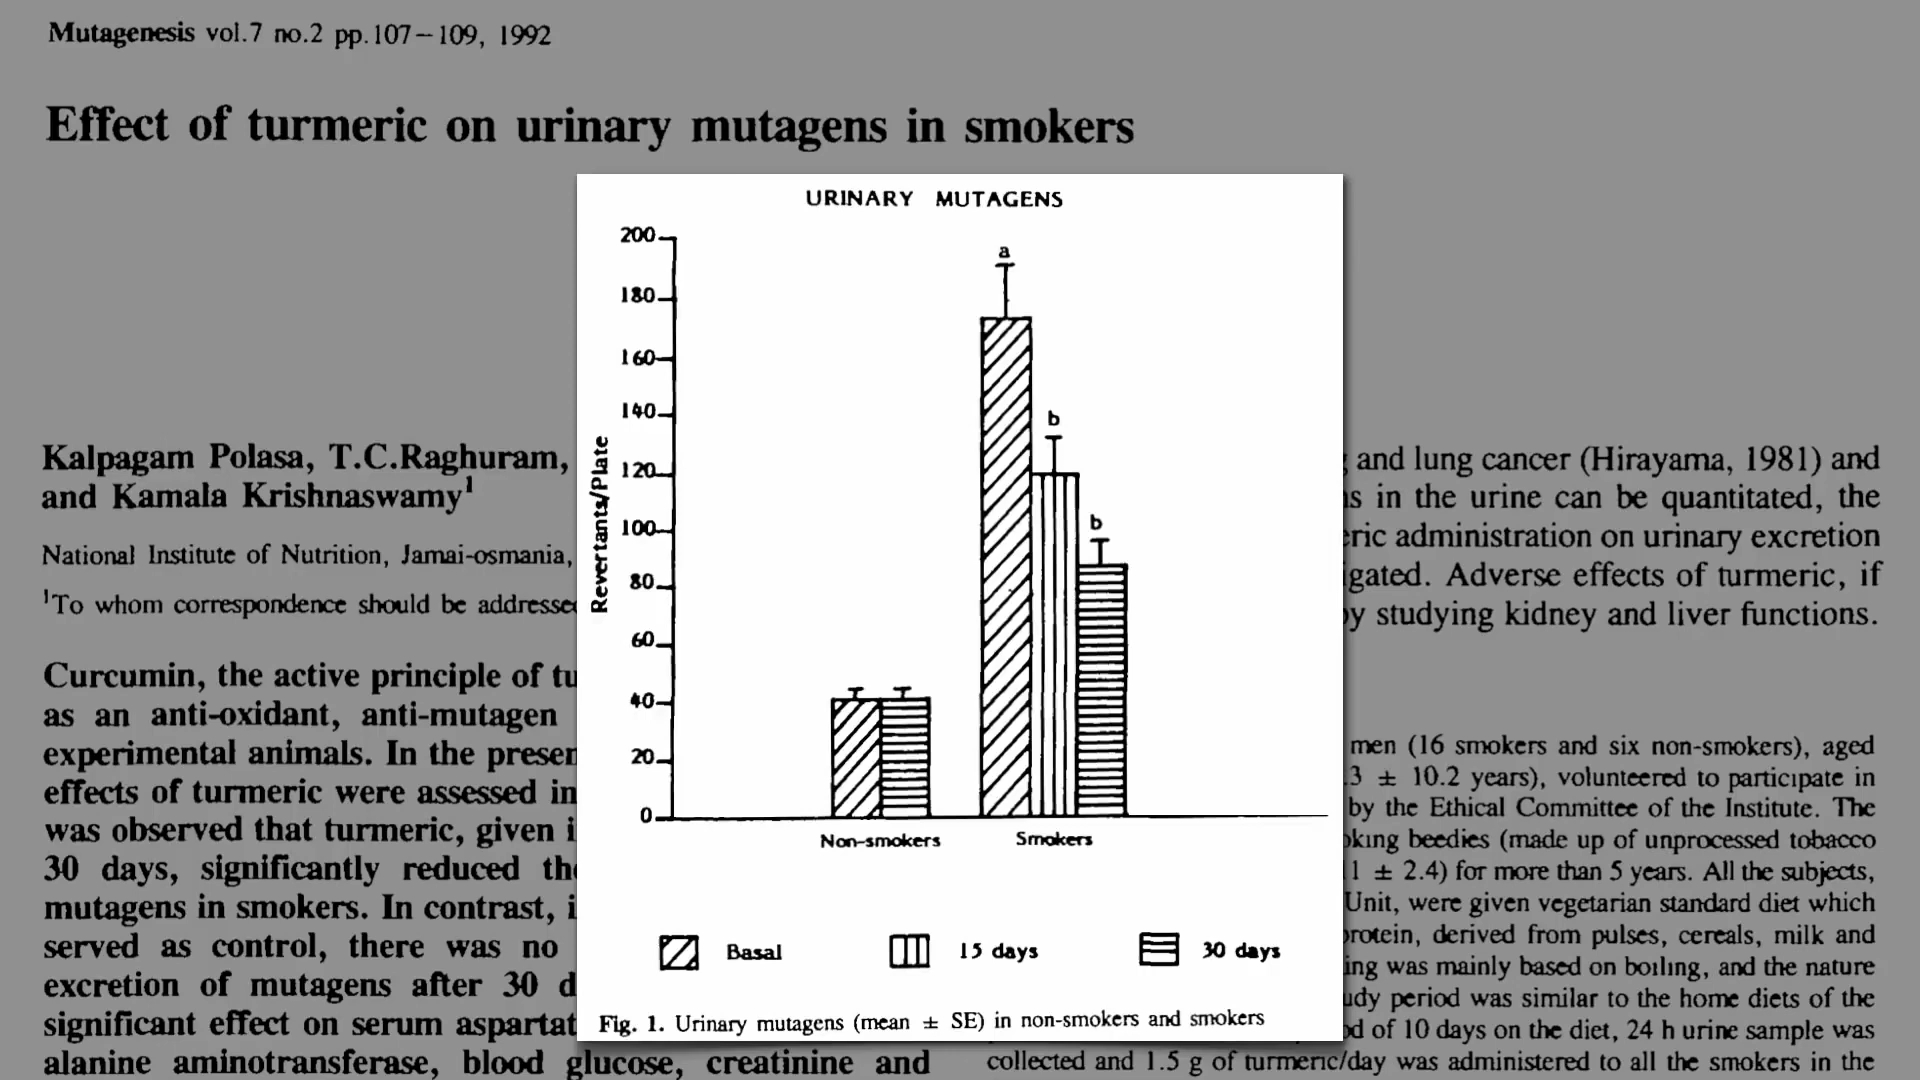 Mutagenesis vol.7 no.2 pp.107–109, 1992
Effect of turmeric on urinary mutagens in smokers
Kalpagam Polasa, T.C.Raghuram,
and Kamala Krishnaswamy¹
National Institute of Nutrition, Jamai-osmania,
¹To whom correspondence should be addressed
Curcumin, the active principle of
as an anti-oxidant, anti-mutagen
experimental animals. In the
effects of turmeric were assessed in
was observed that turmeric, given
30 days, significantly reduced
mutagens in smokers. In contrast,
served as control, there was no
excretion of mutagens after 30
significant effect on serum
alanine aminotransferase, blood glucose, creatinine and
URINARY MUTAGENS
Revertants/Plate
200
180
160
140
120
100
80
60
40
20
0
a
b
b
Non-smokers Smokers
Basal 15 days 30 days
Fig. 1. Urinary mutagens (mean ± SE) in non-smokers and smokers
and lung cancer (Hirayama, 1981) and
in the urine can be quantitated, the
administration on urinary excretion
Adverse effects of turmeric, if
studying kidney and liver functions.
men (16 smokers and six non-smokers), aged
.3 ± 10.2 years), volunteered to participate in
by the Ethical Committee of the Institute. The
beedies (made up of unprocessed tobacco
± 2.4) for more than 5 years. All the subjects,
Unit, were given vegetarian standard diet which
protein, derived from pulses, cereals, milk and
was mainly based on boiling, and the nature
period was similar to the home diets of the
of 10 days on the diet, 24 h urine sample was
collected and 1.5 g of turmeric/day was administered to all the smokers in the